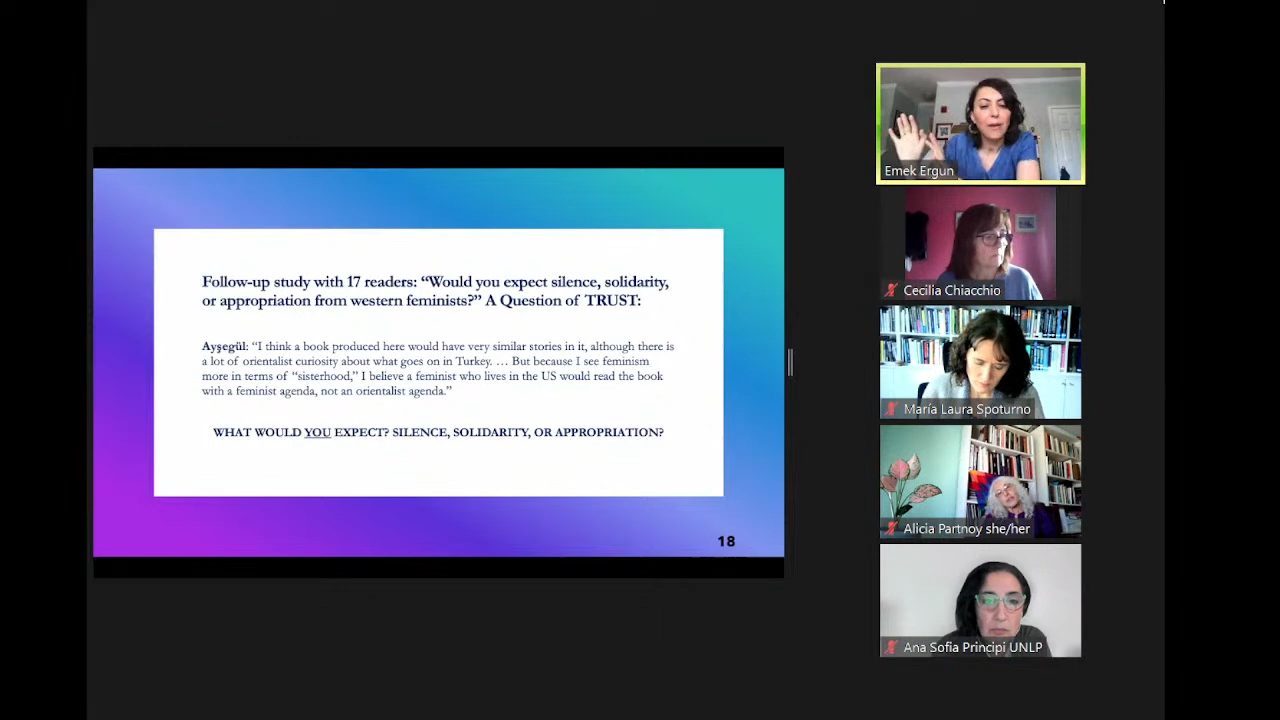 Follow-up study with 17 readers: “Would you expect silence, solidarity,
or appropriation from western feminists?” A Question of TRUST:
Ayşegül: “I think a book produced here would have very similar stories in it, although there is
a lot of orientalist curiosity about what goes on in Turkey. … But because I see feminism
more in terms of “sisterhood,” I believe a feminist who lives in the US would read the book
with a feminist agenda, not an orientalist agenda.”
WHAT WOULD YOU EXPECT? SILENCE, SOLIDARITY, OR APPROPRIATION?
18
Emek Ergun
Cecilia Chiacchio
María Laura Spoturno
Alicia Partnoy she/her
Ana Sofía Principi UNLP